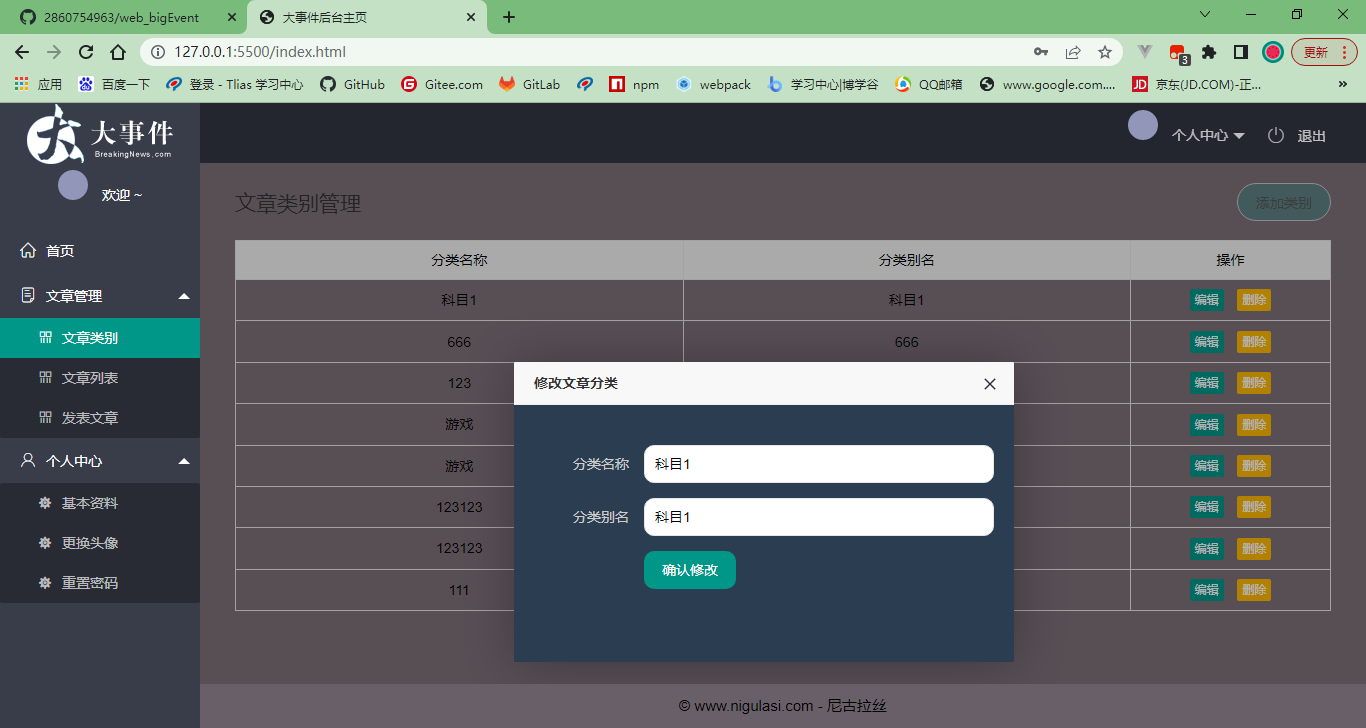 2860754963/web_bigEvent
大事件后台主页
127.0.0.1:5500/index.html
3
更新
应用
百度一下
登录 - Tlias 学习中心
GitHub
Gitee.com
GitLab
npm
webpack
学习中心|博学谷
QQ邮箱
www.google.com....
JD
京东(JD.COM)-正...
大事件
BreakingNews.com
个人中心
退出
欢迎 ~
首页
文章管理
文章类别
文章列表
发表文章
个人中心
基本资料
更换头像
重置密码
文章类别管理
添加类别
分类名称 分类别名 操作
科目1 科目1 编辑 删除
666 666 编辑 删除
123 编辑 删除
游戏 编辑 删除
游戏 编辑 删除
123123 编辑 删除
123123 编辑 删除
111 编辑 删除
修改文章分类
分类名称 科目1
分类别名 科目1
确认修改
© www.nigulasi.com - 尼古拉丝